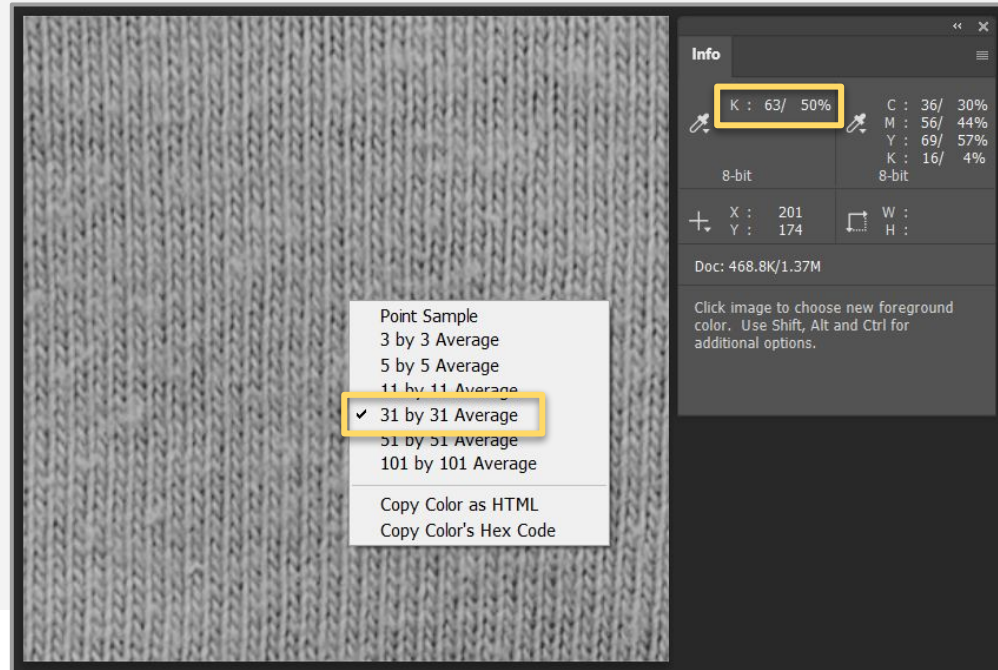 Info
K : 63/ 50%
8-bit
C : 36/ 30%
M : 56/ 44%
Y : 69/ 57%
K : 16/ 4%
8-bit
X : 201
Y : 174
W :
H :
Doc: 468.8K/1.37M
Click image to choose new foreground
color. Use Shift, Alt and Ctrl for
additional options.
Point Sample
3 by 3 Average
5 by 5 Average
11 by 11 Average
31 by 31 Average
51 by 51 Average
101 by 101 Average
Copy Color as HTML
Copy Color's Hex Code